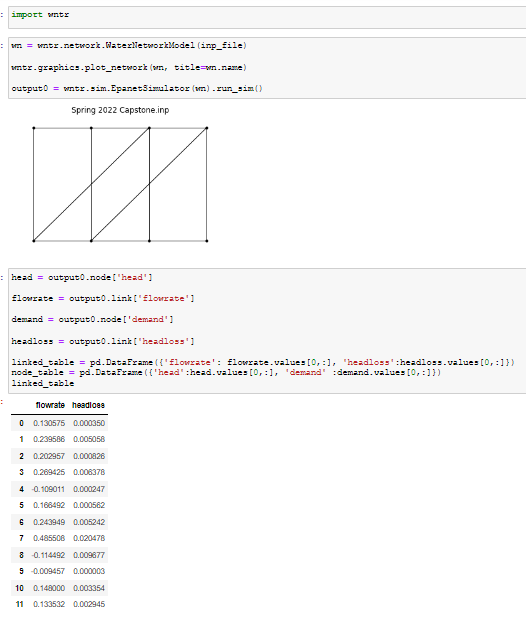 : import wntr
: wn = wntr.network.WaterNetworkModel(inp_file)
wntr.graphics.plot_network(wn, title=wn.name)
output0 = wntr.sim.EpanetSimulator(wn).run_sim()
Spring 2022 Capstone.inp
: head = output0.node['head']
flowrate = output0.link['flowrate']
demand = output0.node['demand']
headloss = output0.link['headloss']
linked_table = pd.DataFrame({'flowrate': flowrate.values[0,:], 'headloss':headloss.values[0,:]})
node_table = pd.DataFrame({'head':head.values[0,:], 'demand' :demand.values[0,:]})
linked_table
:
flowrate headloss
0 0.130575 0.000350
1 0.239586 0.005058
2 0.202957 0.000826
3 0.269425 0.006378
4 -0.109011 0.000247
5 0.166492 0.000562
6 0.243949 0.005242
7 0.485508 0.020478
8 -0.114492 0.009677
9 -0.009457 0.000003
10 0.148000 0.003354
11 0.133532 0.002945